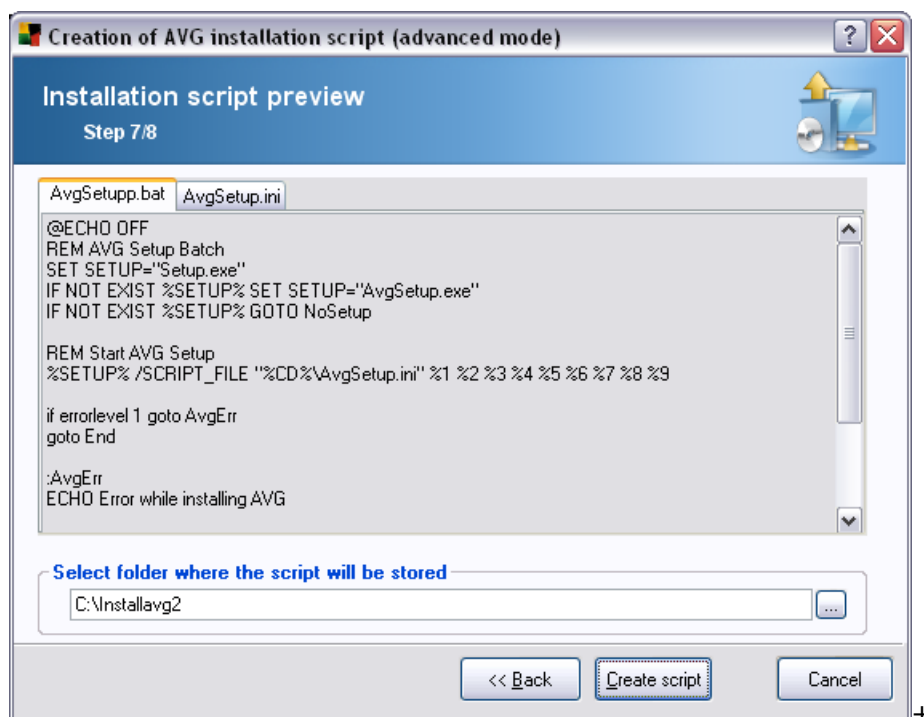 Creation of AVG installation script (advanced mode)
?
Installation script preview
Step 7/8
AvgSetupp.bat AvgSetup.ini
@ECHO OFF
REM AVG Setup Batch
SET SETUP="Setup.exe"
IF NOT EXIST %SETUP% SET SETUP="AvgSetup.exe"
IF NOT EXIST %SETUP% GOTO NoSetup
REM Start AVG Setup
%SETUP% /SCRIPT_FILE "%CD%\AvgSetup.ini" %1 %2 %3 %4 %5 %6 %7 %8 %9
if errorlevel 1 goto AvgErr
goto End
:AvgErr
ECHO Error while installing AVG
Select folder where the script will be stored
C:\Installavg2
...
<< Back Create script Cancel